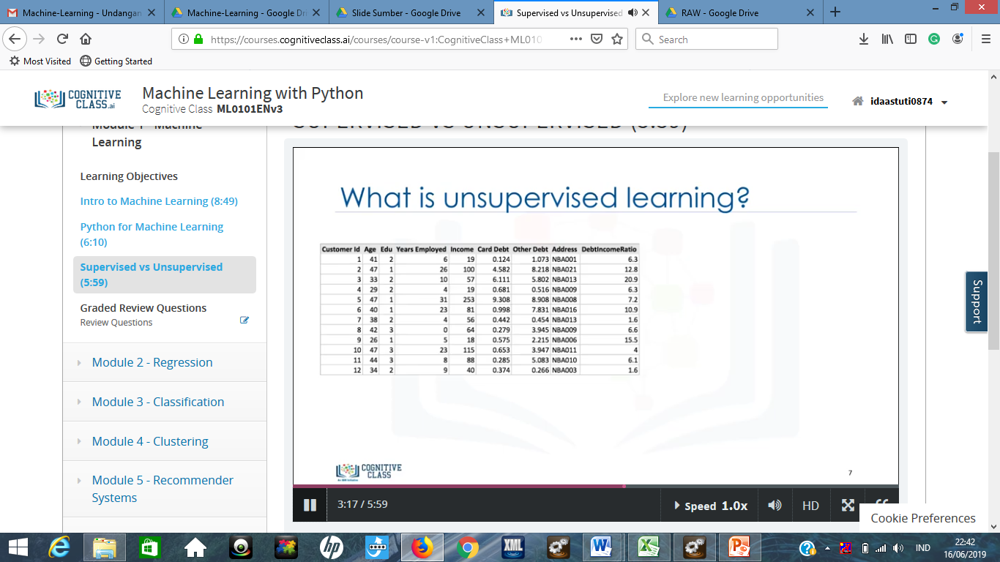 Machine-Learning - Undangan
Machine-Learning - Google Dri
Slide Sumber - Google Drive
Supervised vs Unsupervised
RAW - Google Drive
https://courses.cognitiveclass.ai/courses/course-v1:CognitiveClass+ML010
Search
Most Visited
Getting Started
COGNITIVE
CLASS.ai
Machine Learning with Python
Cognitive Class ML0101ENv3
Explore new learning opportunities
idaastuti0874
Module 1 - Machine
Learning
Learning Objectives
Intro to Machine Learning (8:49)
Python for Machine Learning
(6:10)
Supervised vs Unsupervised
(5:59)
Graded Review Questions
Review Questions
Module 2 - Regression
Module 3 - Classification
Module 4 - Clustering
Module 5 - Recommender
Systems
SUPERVISED VS UNSUPERVISED (5:59)
What is unsupervised learning?
Customer Id Age Edu Years Employed Income Card Debt Other Debt Address DebtIncomeRatio
1 41 2 6 19 0.124 1.073 NBA001 6.3
2 47 1 26 100 4.582 8.218 NBA021 12.8
3 33 2 10 57 6.111 5.802 NBA013 20.9
4 29 2 4 19 0.681 0.516 NBA009 6.3
5 47 1 31 253 9.308 8.908 NBA008 7.2
6 40 1 23 81 0.998 7.831 NBA016 10.9
7 38 2 4 56 0.442 0.454 NBA013 1.6
8 42 3 0 64 0.279 3.945 NBA009 6.6
9 26 1 5 18 0.575 2.215 NBA006 15.5
10 47 3 23 115 0.653 3.947 NBA011 4
11 44 3 8 88 0.285 5.083 NBA010 6.1
12 34 2 9 40 0.374 0.266 NBA003 1.6
COGNITIVE
CLASS
An IBM Initiative
7
3:17 / 5:59
Speed 1.0x
HD
Support
Cookie Preferences
hp
XML
IND
22:42
16/06/2019